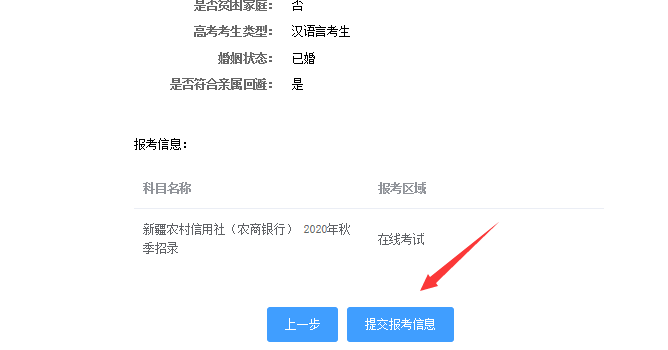 是否贫困家庭： 否
高考考生类型： 汉语言考生
婚姻状态： 已婚
是否符合亲属回避： 是
报考信息：
科目名称 报考区域
新疆农村信用社（农商银行） 2020年秋
季招录
在线考试
上一步 提交报考信息